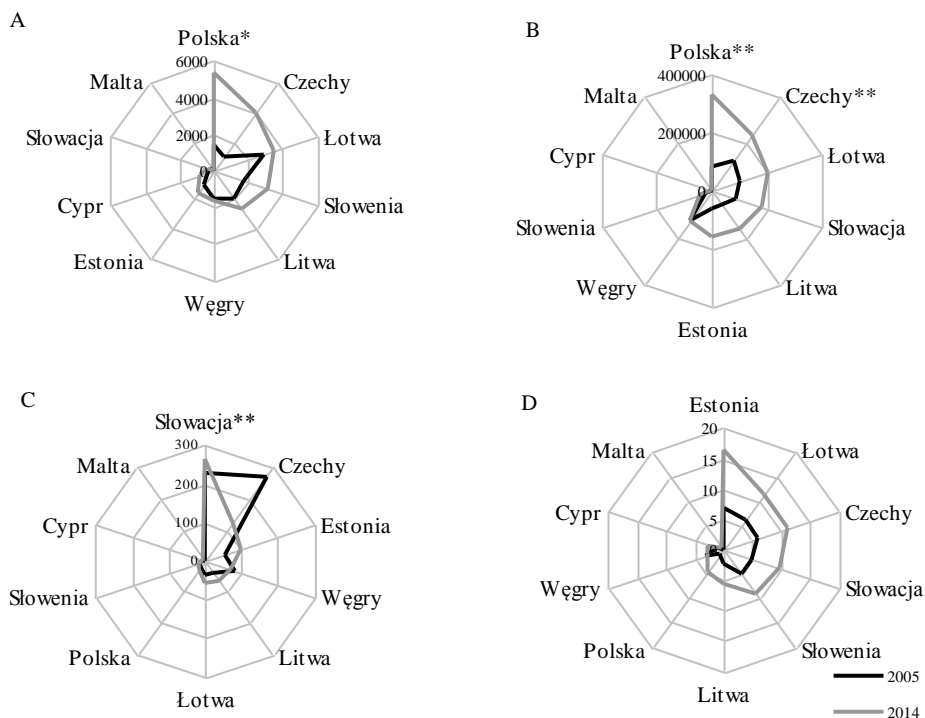 A
Polska*
6000
4000
2000
0
Czechy
Łotwa
Słowenia
Litwa
Węgry
Estonia
Cypr
Słowacja
Malta
B
Polska**
400000
200000
0
Czechy**
Łotwa
Słowacja
Litwa
Estonia
Węgry
Słowenia
Cypr
Malta
C
Słowacja**
300
200
100
0
Czechy
Estonia
Węgry
Litwa
Łotwa
Polska
Słowenia
Cypr
Malta
D
Estonia
20
15
10
5
0
Łotwa
Czechy
Słowacja
Słowenia
Litwa
Polska
Węgry
Cypr
Malta
2005
2014